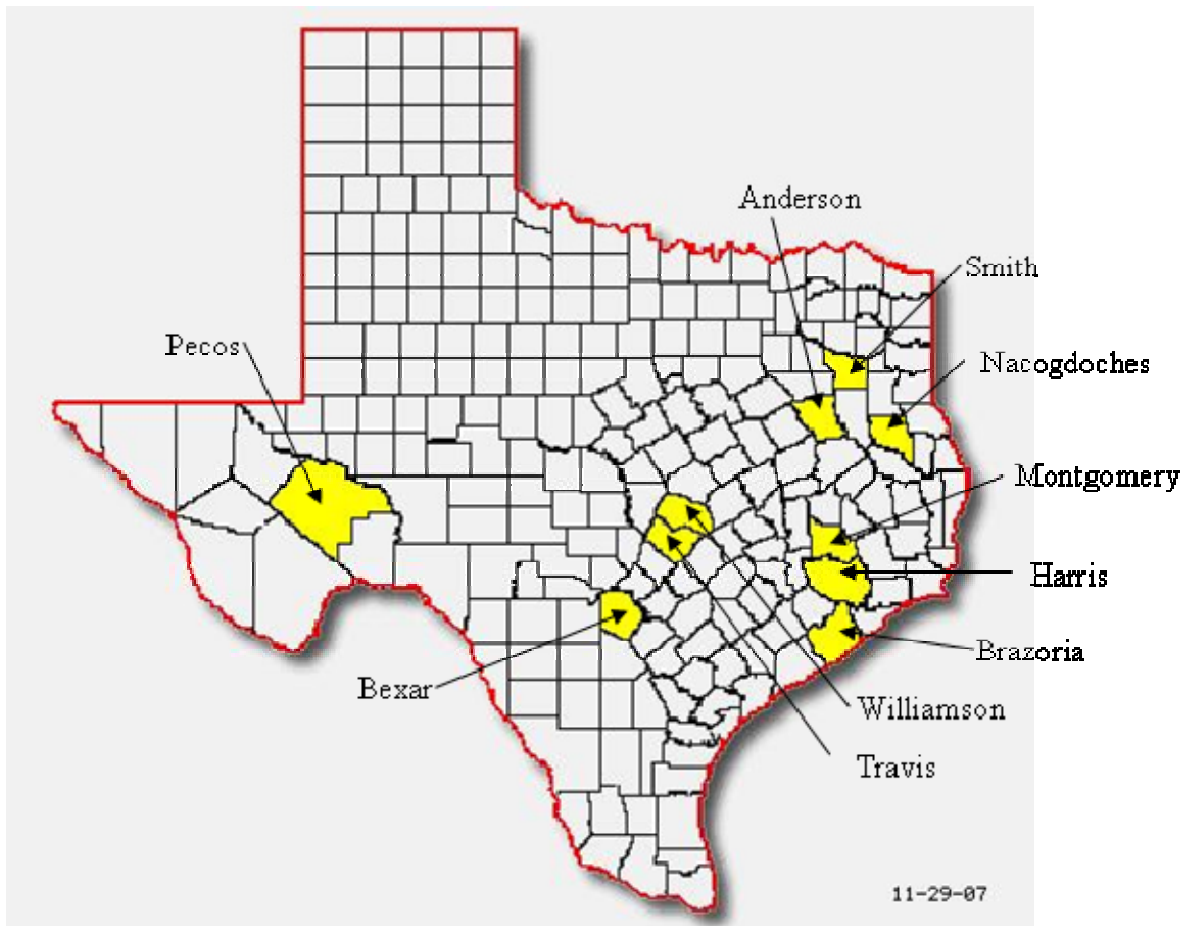 Anderson
Smith
Pecos
Nacogdoches
Montgomery
Harris
Brazoria
Bexar
Williamson
Travis
11-29-07